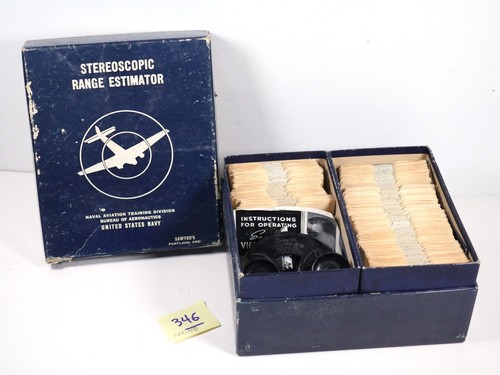 STEREOSCOPIC
RANGE ESTIMATOR
NAVAL AVIATION TRAINING DIVISION
BUREAU OF AERONAUTICS
UNITED STATES NAVY
SAWYER'S
PORTLAND, ORE.
INSTRUCTIONS
FOR OPERATING
346